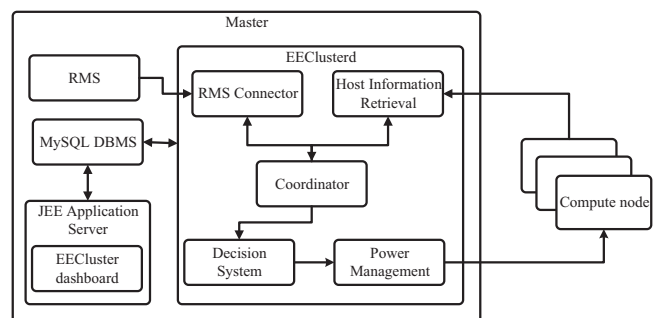 Master
EEClusterd
RMS
RMS Connector
Host Information
Retrieval
MySQL DBMS
Coordinator
Compute node
JEE Application
Server
EECluster
dashboard
Decision
System
Power
Management